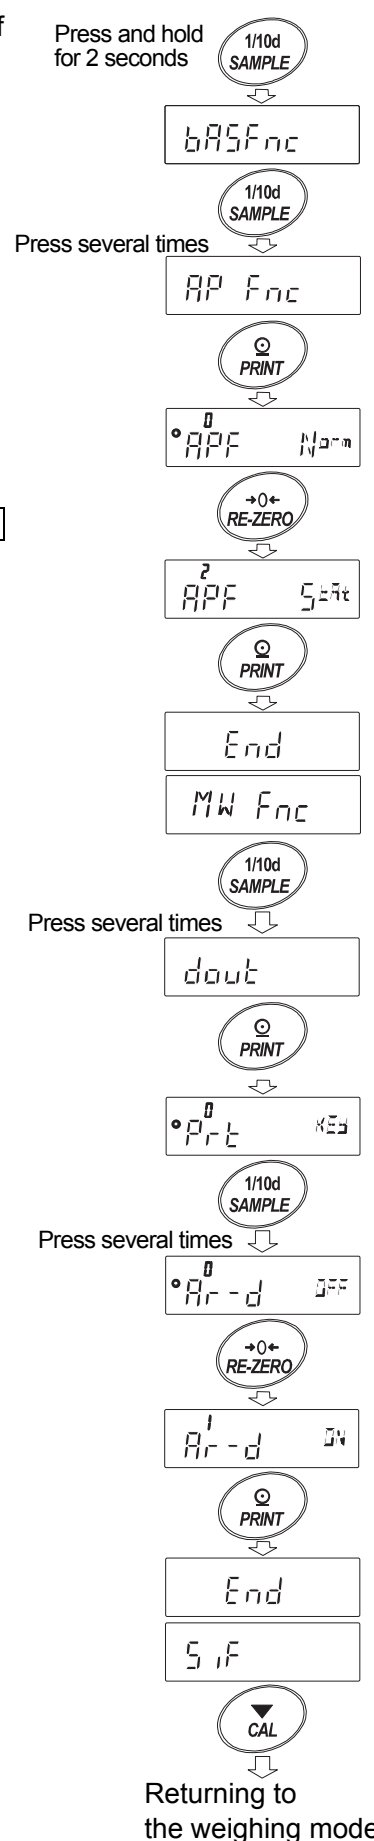 f
Press and hold
for 2 seconds
1/10d
SAMPLE
bASFnc
1/10d
SAMPLE
Press several times
AP Fnc
PRINT
0
APF Norm
→0←
RE-ZERO
2
APF StAt
PRINT
End
MW Fnc
1/10d
SAMPLE
Press several times
dout
PRINT
0
Prt KEy
1/10d
SAMPLE
Press several times
0
Ar-d OFF
→0←
RE-ZERO
1
Ar-d ON
PRINT
End
SiF
CAL
Returning to
the weighing mode